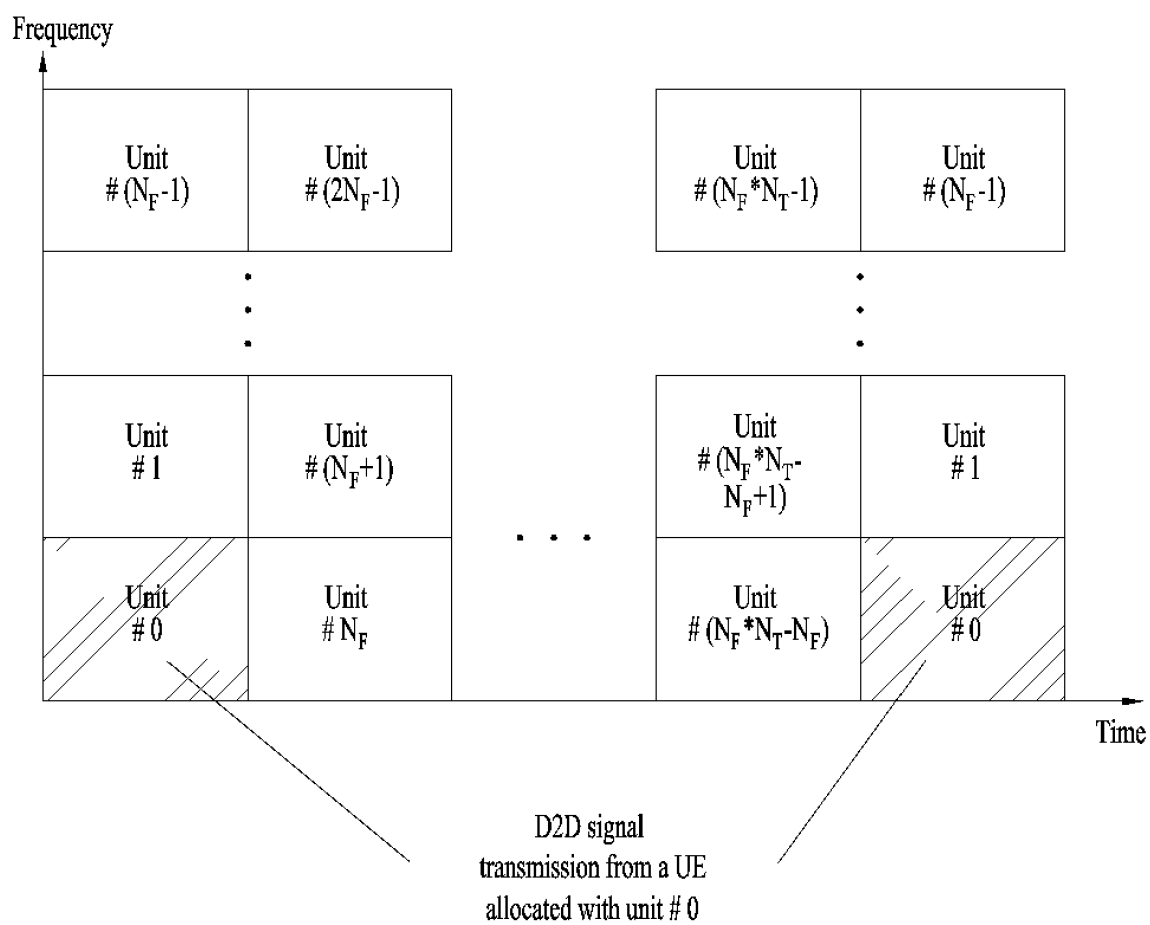 Frequency
Unit
# (N_F-1)
Unit
# (2N_F-1)
Unit
# (N_F*N_T-1)
Unit
# (N_F-1)
Unit
# 1
Unit
# (N_F+1)
Unit
# (N_F*N_T-
N_F+1)
Unit
# 1
Unit
# 0
Unit
# N_F
Unit
# (N_F*N_T-N_F)
Unit
# 0
Time
D2D signal
transmission from a UE
allocated with unit # 0